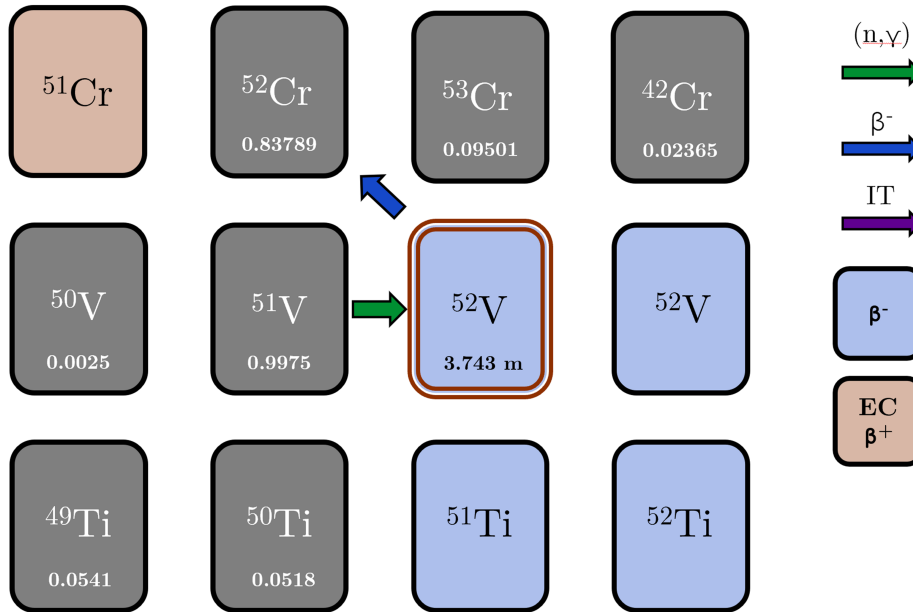 ⁵¹Cr
⁵²Cr
0.83789
⁵³Cr
0.09501
⁴²Cr
0.02365
⁵⁰V
0.0025
⁵¹V
0.9975
⁵²V
3.743 m
⁵²V
⁴⁹Ti
0.0541
⁵⁰Ti
0.0518
⁵¹Ti
⁵²Ti
(n,γ)
β⁻
IT
β⁻
EC
β⁺